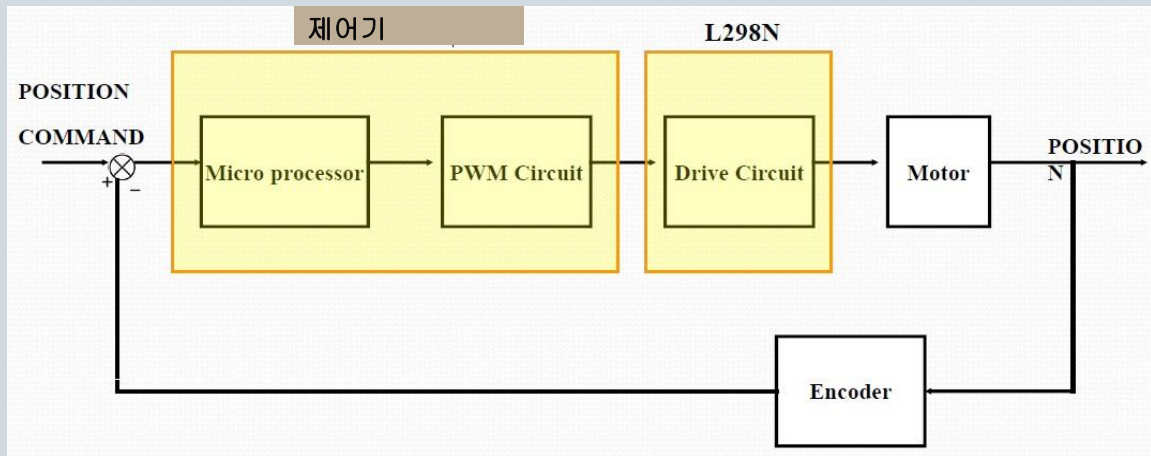 제어기
L298N
POSITION
COMMAND
+
−
Micro processor
PWM Circuit
Drive Circuit
Motor
POSITIO
N
Encoder